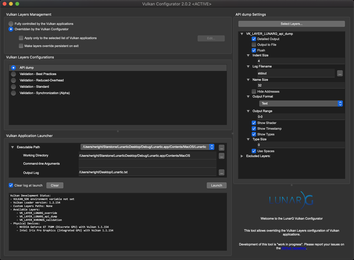 Vulkan Configurator 2.0.2 <ACTIVE>
Vulkan Layers Management
Fully controlled by the Vulkan applications
Overridden by the Vulkan Configurator
Apply only to the selected list of Vulkan applications
Make layers override persistent on exit
Vulkan Layers Configurations
API dump
Validation - Best Practices
Validation - Reduced-Overhead
Validation - Standard
Synchronization (Alpha)
Vulkan Application Launcher
Executable Path
Working Directory
Command-line Arguments
Output Log
Clear log at launch
Clear
Launch
Vulkan Development Status:
- Available Layers:
- Physical Devices:
API dump Settings
Select Layers...
VK_LAYER_LUNARG_api_dump
Detailed Output
Output to File
Flush
Indent Size
4
Log Filename
stdout
Name Size
32
Hide Addresses
Output Format
Text
Output Range
0-0
Show Shader
Show Timestamp
Show Types
Type Size
0
Use Spaces
Excluded Layers:
LUNARG
Welcome to the LunarG Vulkan Configurator.
This tool allows overriding the Vulkan Layers configuration of Vulkan
applications.
Development of this tool is "work in progress". Please report your issues on